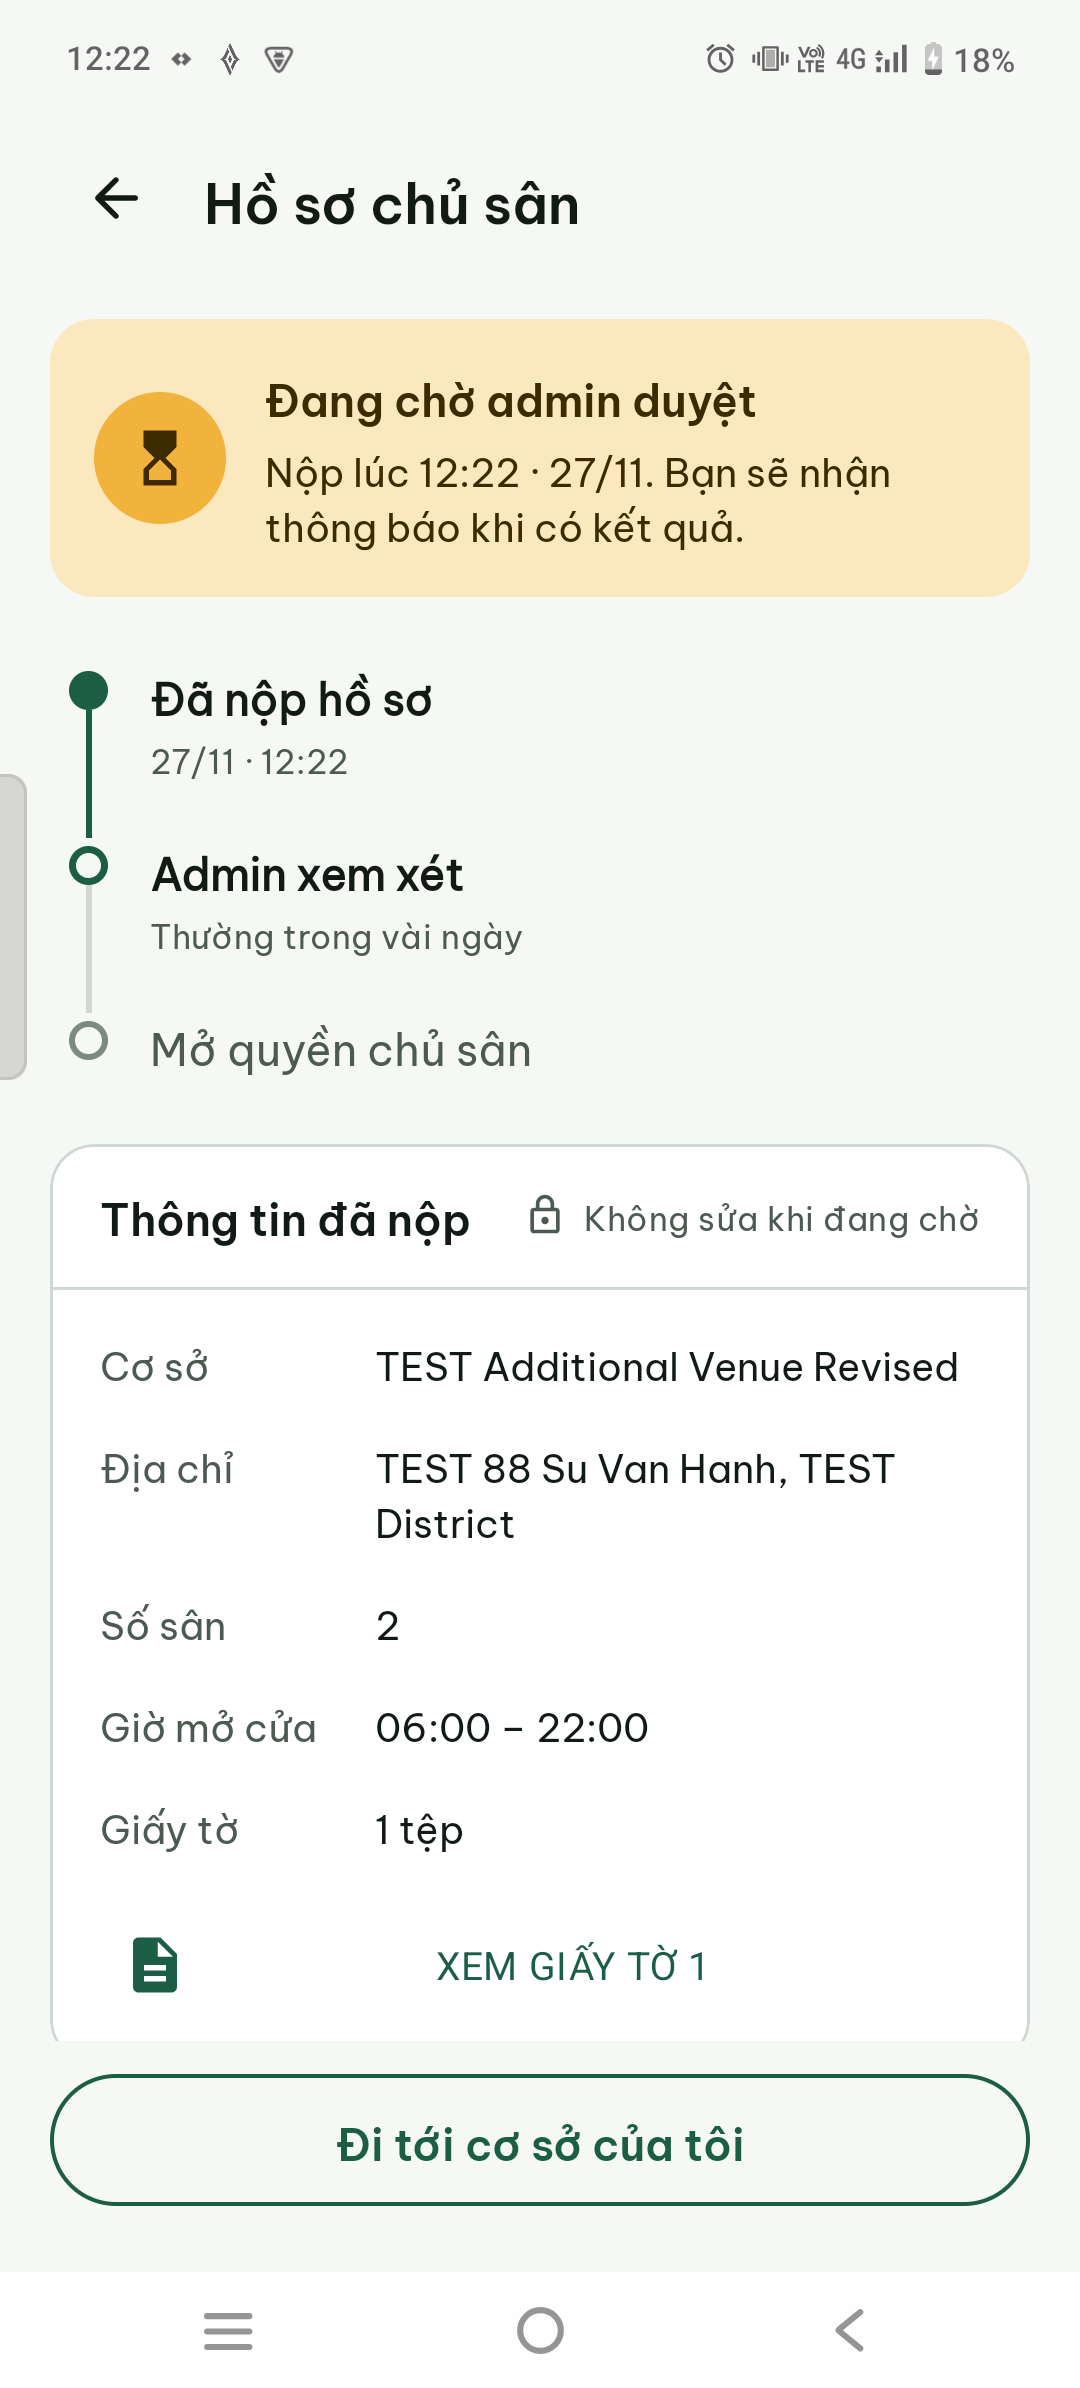 12:22
VoLTE 4G 18%
Hồ sơ chủ sân
Đang chờ admin duyệt
Nộp lúc 12:22 · 27/11. Bạn sẽ nhận
thông báo khi có kết quả.
Đã nộp hồ sơ
27/11 · 12:22
Admin xem xét
Thường trong vài ngày
Mở quyền chủ sân
Thông tin đã nộp Không sửa khi đang chờ
Cơ sở TEST Additional Venue Revised
Địa chỉ TEST 88 Su Van Hanh, TEST
District
Số sân 2
Giờ mở cửa 06:00 – 22:00
Giấy tờ 1 tệp
XEM GIẤY TỜ 1
Đi tới cơ sở của tôi